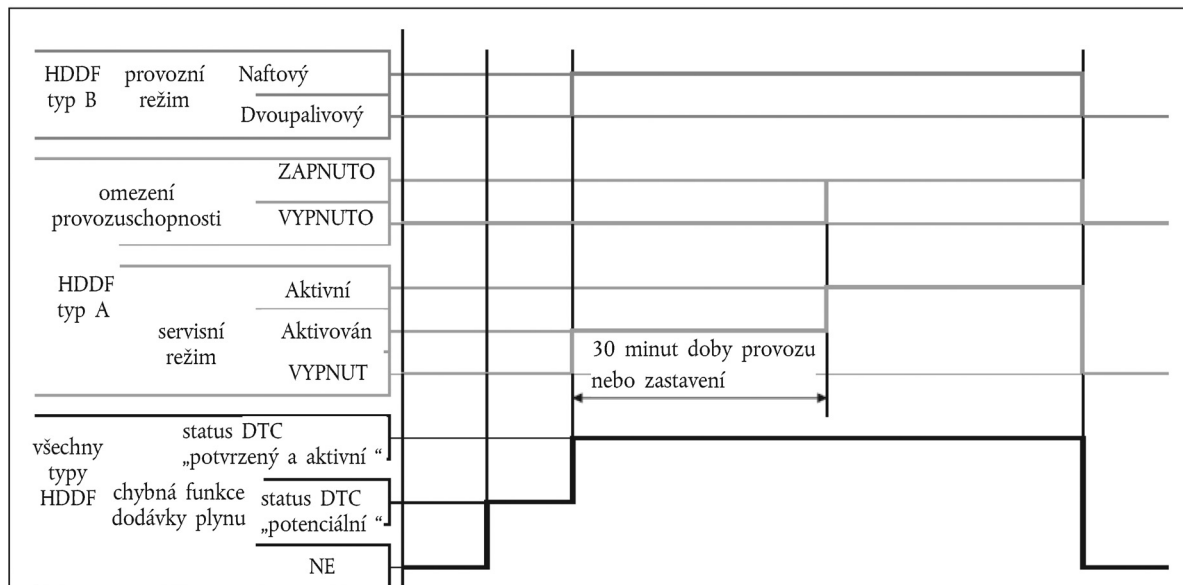 HDDF
typ B
provozní
režim
Naftový
Dvoupalivový
omezení
provozuschopnosti
ZAPNUTO
VYPNUTO
HDDF
typ A
servisní
režim
Aktivní
Aktivován
VYPNUT
30 minut doby provozu
nebo zastavení
všechny
typy
HDDF
chybná funkce
dodávky plynu
status DTC
„potvrzený a aktivní “
status DTC
„potenciální “
NE